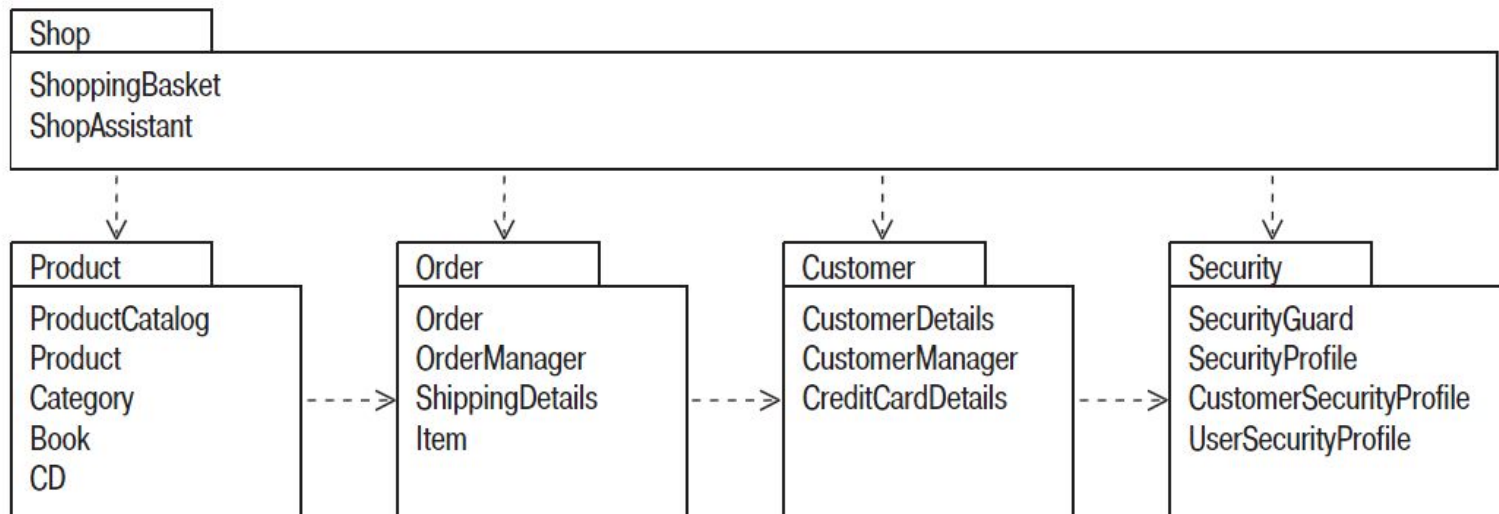 Shop
ShoppingBasket
ShopAssistant
Product
ProductCatalog
Product
Category
Book
CD
Order
Order
OrderManager
ShippingDetails
Item
Customer
CustomerDetails
CustomerManager
CreditCardDetails
Security
SecurityGuard
SecurityProfile
CustomerSecurityProfile
UserSecurityProfile